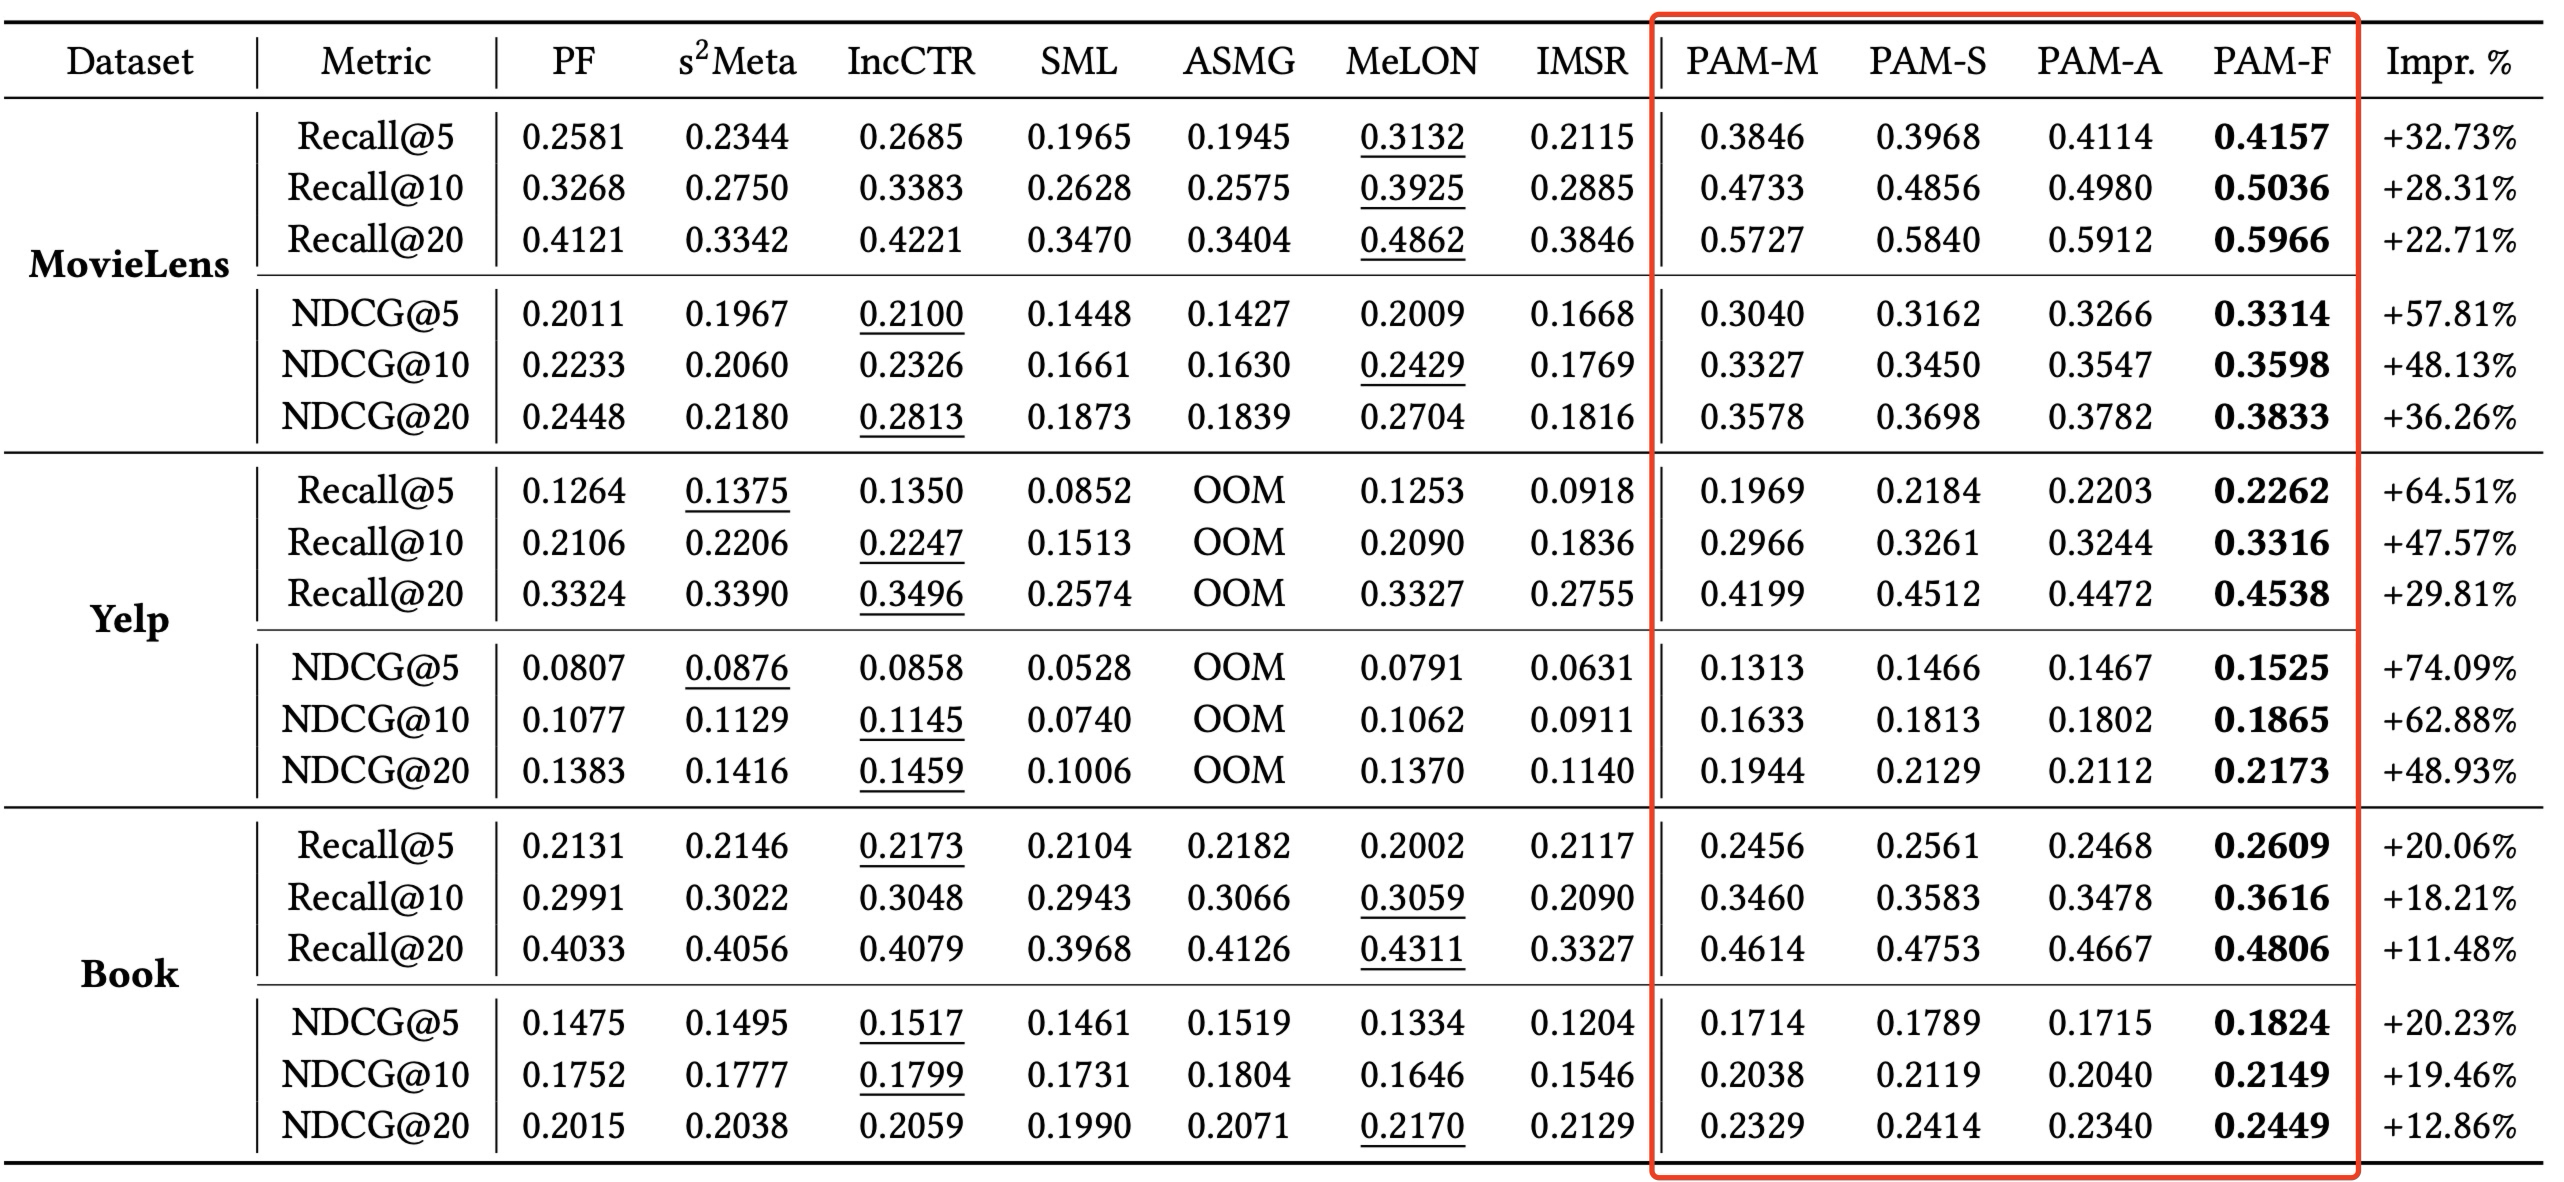 Dataset Metric PF s²Meta IncCTR SML ASMG MeLON IMSR PAM-M PAM-S PAM-A PAM-F Impr. %
MovieLens
Recall@5 0.2581 0.2344 0.2685 0.1965 0.1945 0.3132 0.2115 0.3846 0.3968 0.4114 0.4157 +32.73%
Recall@10 0.3268 0.2750 0.3383 0.2628 0.2575 0.3925 0.2885 0.4733 0.4856 0.4980 0.5036 +28.31%
Recall@20 0.4121 0.3342 0.4221 0.3470 0.3404 0.4862 0.3846 0.5727 0.5840 0.5912 0.5966 +22.71%
NDCG@5 0.2011 0.1967 0.2100 0.1448 0.1427 0.2009 0.1668 0.3040 0.3162 0.3266 0.3314 +57.81%
NDCG@10 0.2233 0.2060 0.2326 0.1661 0.1630 0.2429 0.1769 0.3327 0.3450 0.3547 0.3598 +48.13%
NDCG@20 0.2448 0.2180 0.2813 0.1873 0.1839 0.2704 0.1816 0.3578 0.3698 0.3782 0.3833 +36.26%
Yelp
Recall@5 0.1264 0.1375 0.1350 0.0852 OOM 0.1253 0.0918 0.1969 0.2184 0.2203 0.2262 +64.51%
Recall@10 0.2106 0.2206 0.2247 0.1513 OOM 0.2090 0.1836 0.2966 0.3261 0.3244 0.3316 +47.57%
Recall@20 0.3324 0.3390 0.3496 0.2574 OOM 0.3327 0.2755 0.4199 0.4512 0.4472 0.4538 +29.81%
NDCG@5 0.0807 0.0876 0.0858 0.0528 OOM 0.0791 0.0631 0.1313 0.1466 0.1467 0.1525 +74.09%
NDCG@10 0.1077 0.1129 0.1145 0.0740 OOM 0.1062 0.0911 0.1633 0.1813 0.1802 0.1865 +62.88%
NDCG@20 0.1383 0.1416 0.1459 0.1006 OOM 0.1370 0.1140 0.1944 0.2129 0.2112 0.2173 +48.93%
Book
Recall@5 0.2131 0.2146 0.2173 0.2104 0.2182 0.2002 0.2117 0.2456 0.2561 0.2468 0.2609 +20.06%
Recall@10 0.2991 0.3022 0.3048 0.2943 0.3066 0.3059 0.2090 0.3460 0.3583 0.3478 0.3616 +18.21%
Recall@20 0.4033 0.4056 0.4079 0.3968 0.4126 0.4311 0.3327 0.4614 0.4753 0.4667 0.4806 +11.48%
NDCG@5 0.1475 0.1495 0.1517 0.1461 0.1519 0.1334 0.1204 0.1714 0.1789 0.1715 0.1824 +20.23%
NDCG@10 0.1752 0.1777 0.1799 0.1731 0.1804 0.1646 0.1546 0.2038 0.2119 0.2040 0.2149 +19.46%
NDCG@20 0.2015 0.2038 0.2059 0.1990 0.2071 0.2170 0.2129 0.2329 0.2414 0.2340 0.2449 +12.86%